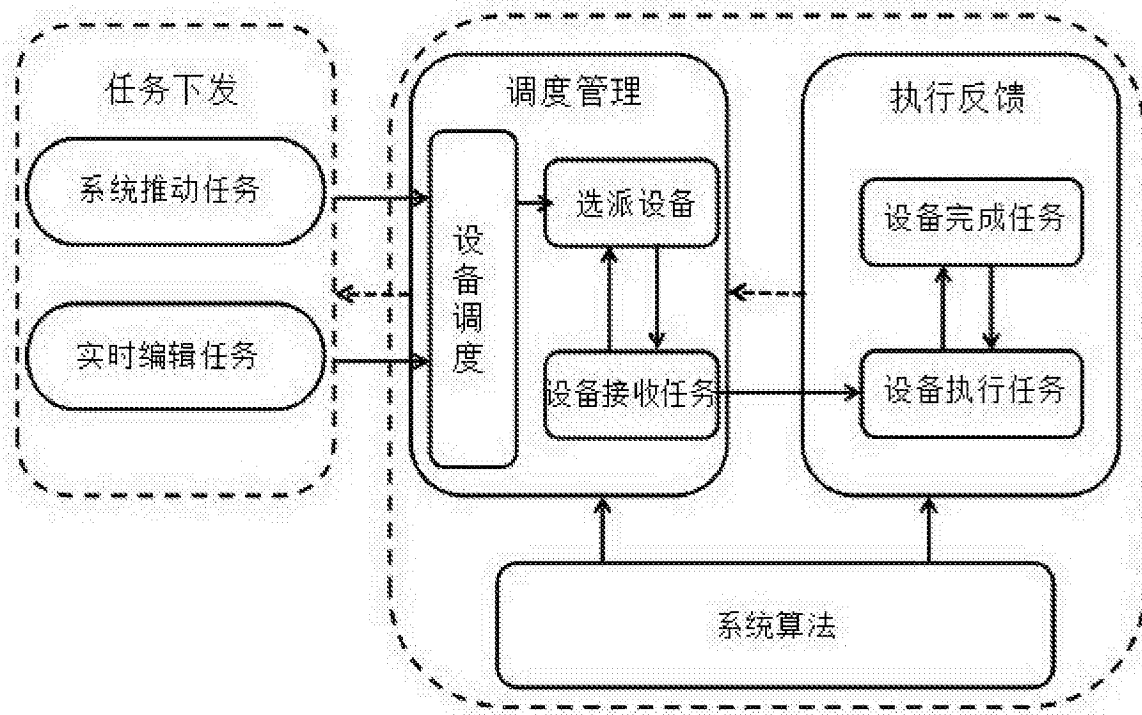 任务下发
系统推动任务
实时编辑任务
调度管理
设备调度
选派设备
设备接收任务
执行反馈
设备完成任务
设备执行任务
系统算法